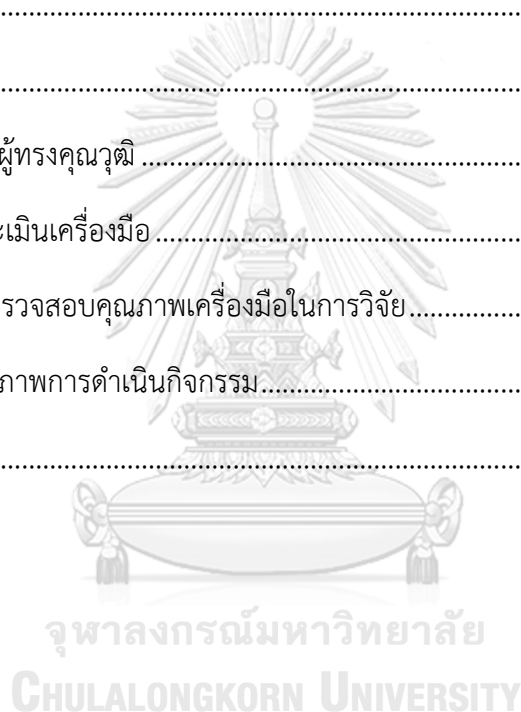 ........................................................................
........................................................................
ผู้ทรงคุณวุฒิ ....................................................
ะเมินเครื่องมือ ..................................................
รวจสอบคุณภาพเครื่องมือในการวิจัย ...............
ภาพการดำเนินกิจกรรม....................................
........................................................................
จุฬาลงกรณ์มหาวิทยาลัย
CHULALONGKORN UNIVERSITY